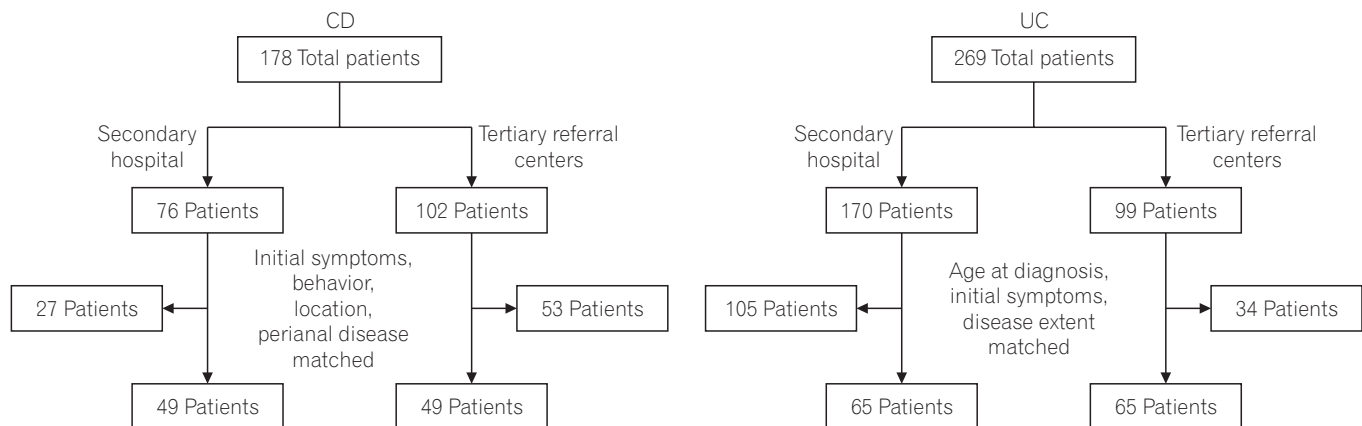 CD
178 Total patients
Secondary
hospital
Tertiary referral
centers
76 Patients
102 Patients
Initial symptoms,
behavior,
location,
perianal disease
matched
27 Patients
53 Patients
49 Patients
49 Patients
UC
269 Total patients
Secondary
hospital
Tertiary referral
centers
170 Patients
99 Patients
Age at diagnosis,
initial symptoms,
disease extent
matched
105 Patients
34 Patients
65 Patients
65 Patients